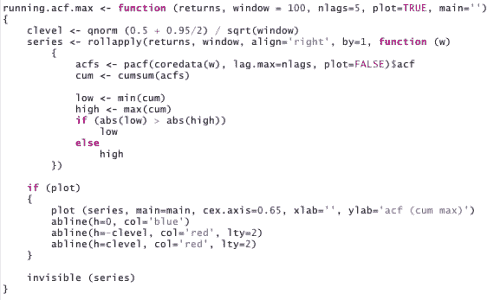 running.acf.max <- function (returns, window = 100, nlags=5, plot=TRUE, main='')
{
    clevel <- qnorm (0.5 + 0.95/2) / sqrt(window)
    series <- rollapply(returns, window, align='right', by=1, function (w)
        {
            acfs <- pacf(coredata(w), lag.max=nlags, plot=FALSE)$acf
            cum <- cumsum(acfs)

            low <- min(cum)
            high <- max(cum)
            if (abs(low) > abs(high))
                low
            else
                high
        })

    if (plot)
    {
        plot (series, main=main, cex.axis=0.65, xlab='', ylab='acf (cum max)')
        abline(h=0, col='blue')
        abline(h=-clevel, col='red', lty=2)
        abline(h=clevel, col='red', lty=2)
    }

    invisible (series)
}